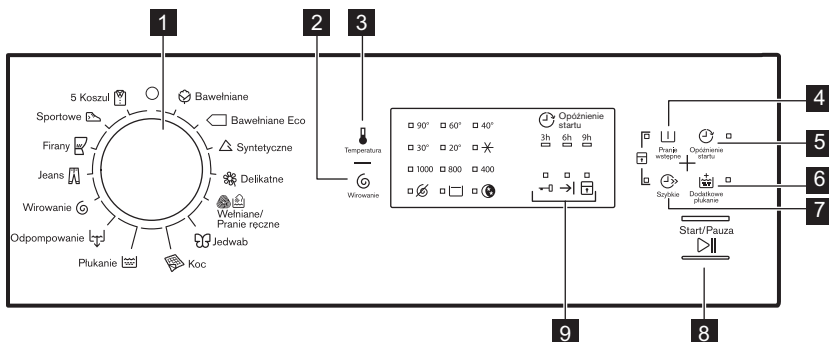 1
2
3
4
5
6
7
8
9
5 Koszul
Sportowe
Firany
Jeans
Wirowanie
Odpompowanie
Płukanie
Bawełniane
Bawełniane Eco
Syntetyczne
Delikatne
Wełniane/
Pranie ręczne
Jedwab
Koc
Temperatura
Wirowanie
90° 60° 40°
30° 20°
1000 800 400
Opóźnienie
startu
3h 6h 9h
Pranie
wstępne
Opóźnienie
startu
Szybkie
Dodatkowe
płukanie
Start/Pauza